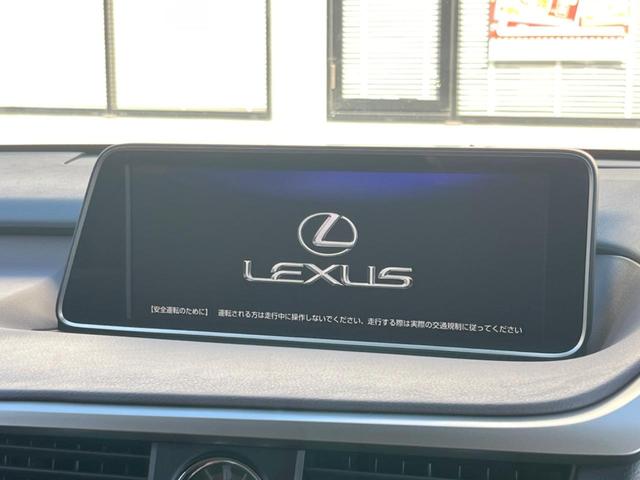 LEXUS
【安全運転のために】 運転される方は走行中に操作しないでください、走行する際は実際の交通規制に従ってください